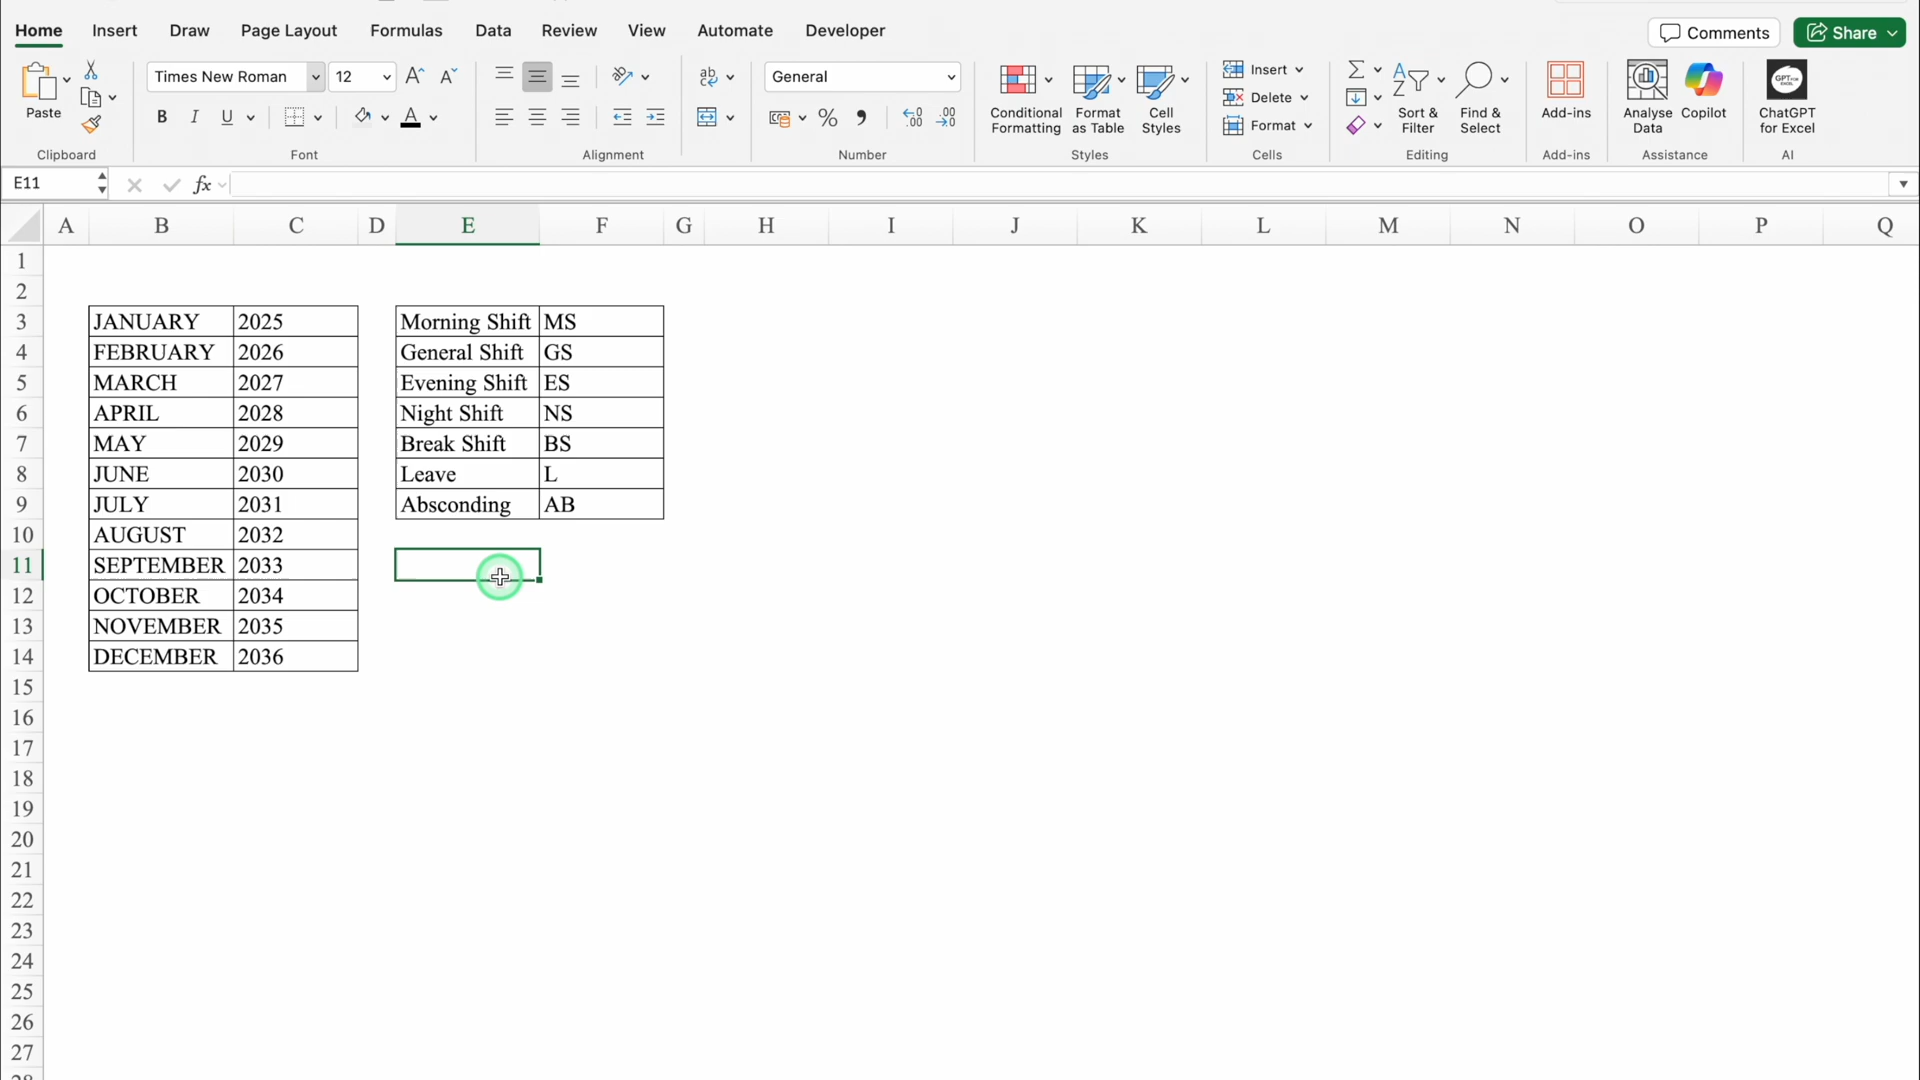 Home Insert Draw Page Layout Formulas Data Review View Automate Developer Comments Share
Times New Roman 12 General Insert
Paste Conditional Formatting Format as Table Cell Styles Delete Sort & Filter Find & Select Add-ins Analyse Data Copilot ChatGPT for Excel
B I U Format
Clipboard Font Alignment Number Styles Cells Editing Add-ins Assistance AI
E11 fx
A B C D E F G H I J K L M N O P Q
1
2
3 JANUARY 2025 Morning Shift MS
4 FEBRUARY 2026 General Shift GS
5 MARCH 2027 Evening Shift ES
6 APRIL 2028 Night Shift NS
7 MAY 2029 Break Shift BS
8 JUNE 2030 Leave L
9 JULY 2031 Absconding AB
10 AUGUST 2032
11 SEPTEMBER 2033
12 OCTOBER 2034
13 NOVEMBER 2035
14 DECEMBER 2036
15
16
17
18
19
20
21
22
23
24
25
26
27